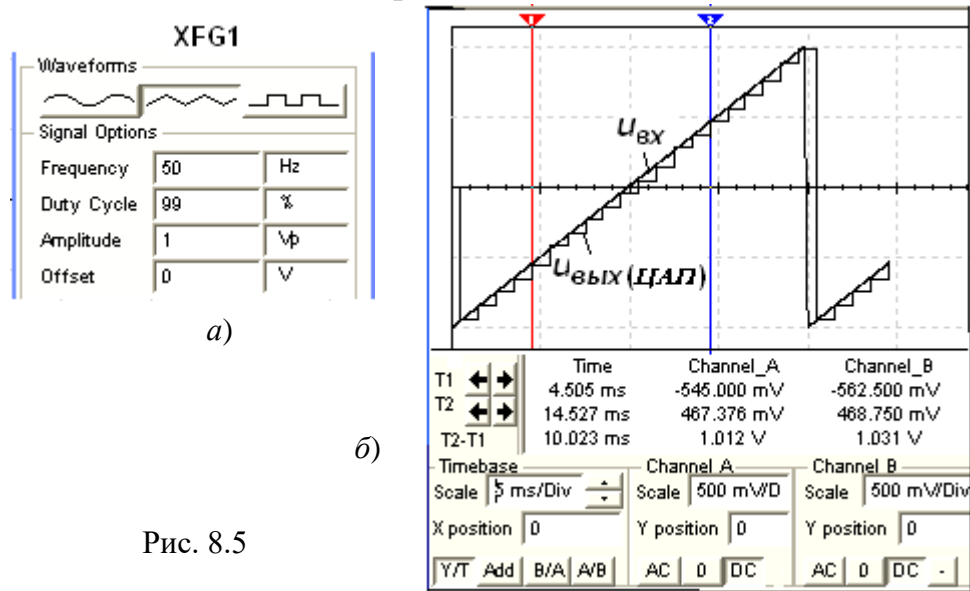 XFG1
Waveforms
Signal Options
Frequency 50 Hz
Duty Cycle 99 %
Amplitude 1 Vp
Offset 0 V
а)
1 2
uвх
uвых (ЦАП)
Time Channel_A Channel_B
T1 4.505 ms -545.000 mV -562.500 mV
T2 14.527 ms 467.376 mV 468.750 mV
T2-T1 10.023 ms 1.012 V 1.031 V
б)
Timebase Channel A Channel B
Scale 5 ms/Div Scale 500 mV/D Scale 500 mV/Div
X position 0 Y position 0 Y position 0
Y/T Add B/A A/B AC 0 DC AC 0 DC -
Рис. 8.5